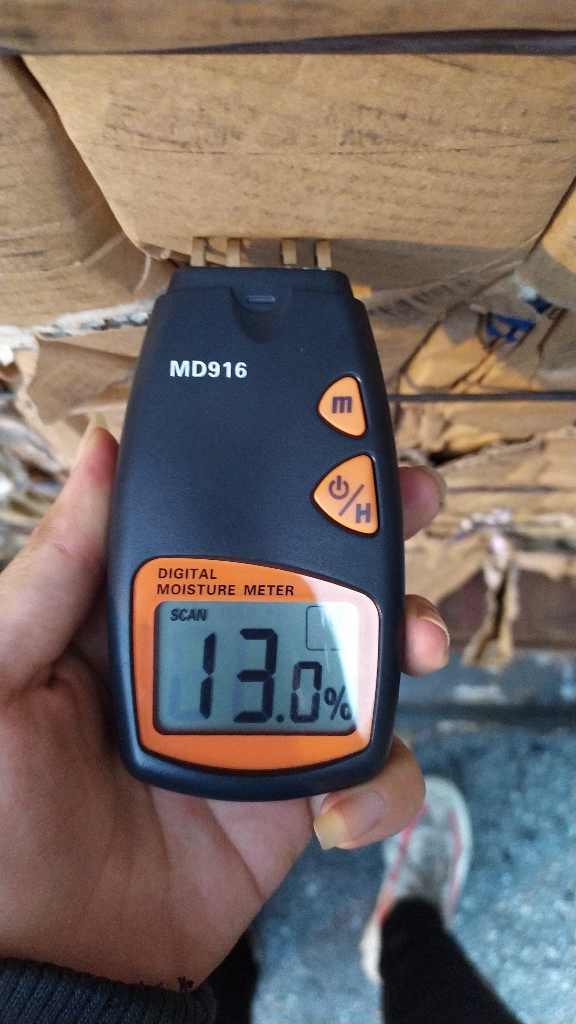 MD916
m
⏻/H
DIGITAL
MOISTURE METER
SCAN
13.0%